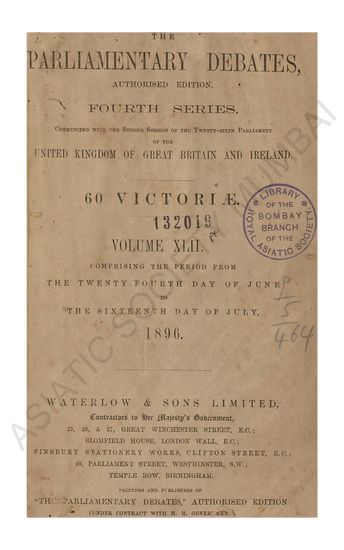 THE
PARLIAMENTARY DEBATES,
AUTHORISED EDITION.
FOURTH SERIES.
COMMENCING WITH THE SECOND SESSION OF THE TWENTY-SIXTH PARLIAMENT
OF THE
UNITED KINGDOM OF GREAT BRITAIN AND IRELAND.
60 VICTORIÆ.
132019
VOLUME XLII.
COMPRISING THE PERIOD FROM
THE TWENTY-FOURTH DAY OF JUNE,
TO
THE SIXTEENTH DAY OF JULY,
1896.
LIBRARY
OF THE
BOMBAY
BRANCH
OF THE
ROYAL ASIATIC SOCIETY
5
464
WATERLOW & SONS LIMITED,
Contractors to Her Majesty's Government,
25, 26, & 27, GREAT WINCHESTER STREET, E.C.;
BLOMFIELD HOUSE, LONDON WALL, E.C.;
FINSBURY STATIONERY WORKS, CLIFTON STREET, E.C.;
49, PARLIAMENT STREET, WESTMINSTER, S.W.;
TEMPLE ROW, BIRMINGHAM.
PRINTERS AND PUBLISHERS OF
"THE PARLIAMENTARY DEBATES," AUTHORISED EDITION
(UNDER CONTRACT WITH H. M. GOVER EN.).
ASIATIC SOCIETY MUMBAI